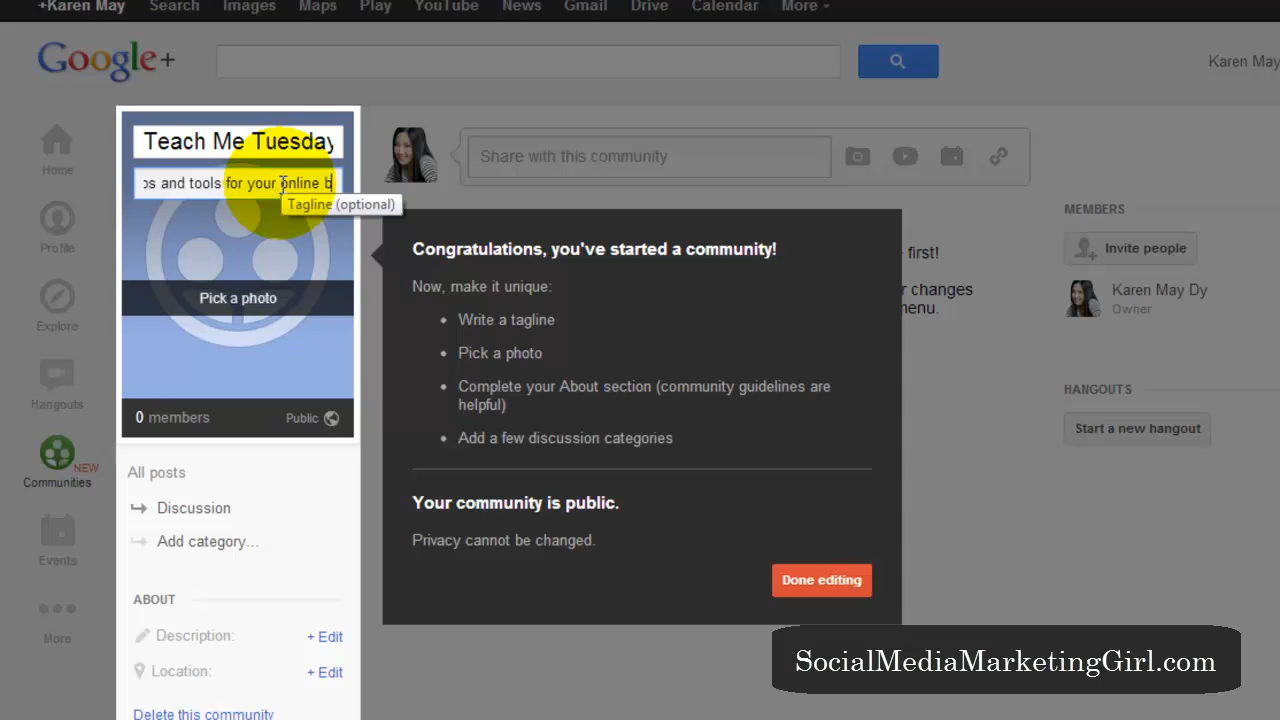 +Karen May Search Images Maps Play YouTube News Gmail Drive Calendar More
Google+
Karen May
Teach Me Tuesday
and tools for your online b
Tagline (optional)
Pick a photo
0 members Public
Home
Profile
Explore
Hangouts
Communities NEW
Events
More
All posts
Discussion
Add category...
ABOUT
Description: + Edit
Location: + Edit
Delete this community
Share with this community
Congratulations, you've started a community!
Now, make it unique:
• Write a tagline
• Pick a photo
• Complete your About section (community guidelines are
helpful)
• Add a few discussion categories
Your community is public.
Privacy cannot be changed.
Done editing
first!
changes
menu.
MEMBERS
Invite people
Karen May Dy
Owner
HANGOUTS
Start a new hangout
SocialMediaMarketingGirl.com